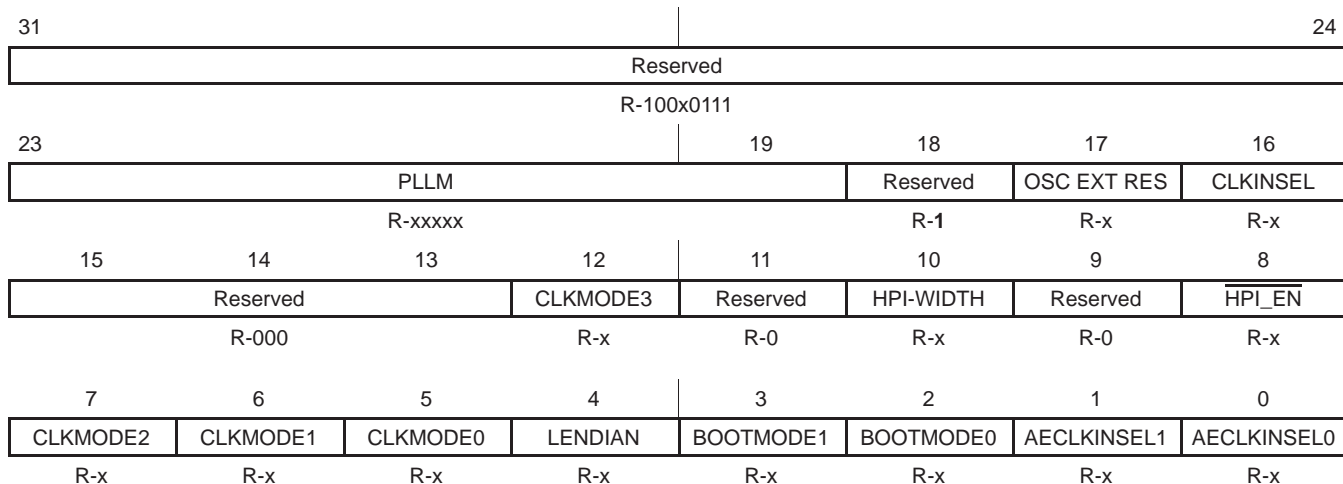 31 24
Reserved
R-100x0111
23 19 18 17 16
PLLM Reserved OSC EXT RES CLKINSEL
R-xxxxx R-1 R-x R-x
15 14 13 12 11 10 9 8
Reserved CLKMODE3 Reserved HPI-WIDTH Reserved HPI_EN
R-000 R-x R-0 R-x R-0 R-x
7 6 5 4 3 2 1 0
CLKMODE2 CLKMODE1 CLKMODE0 LENDIAN BOOTMODE1 BOOTMODE0 AECLKINSEL1 AECLKINSEL0
R-x R-x R-x R-x R-x R-x R-x R-x